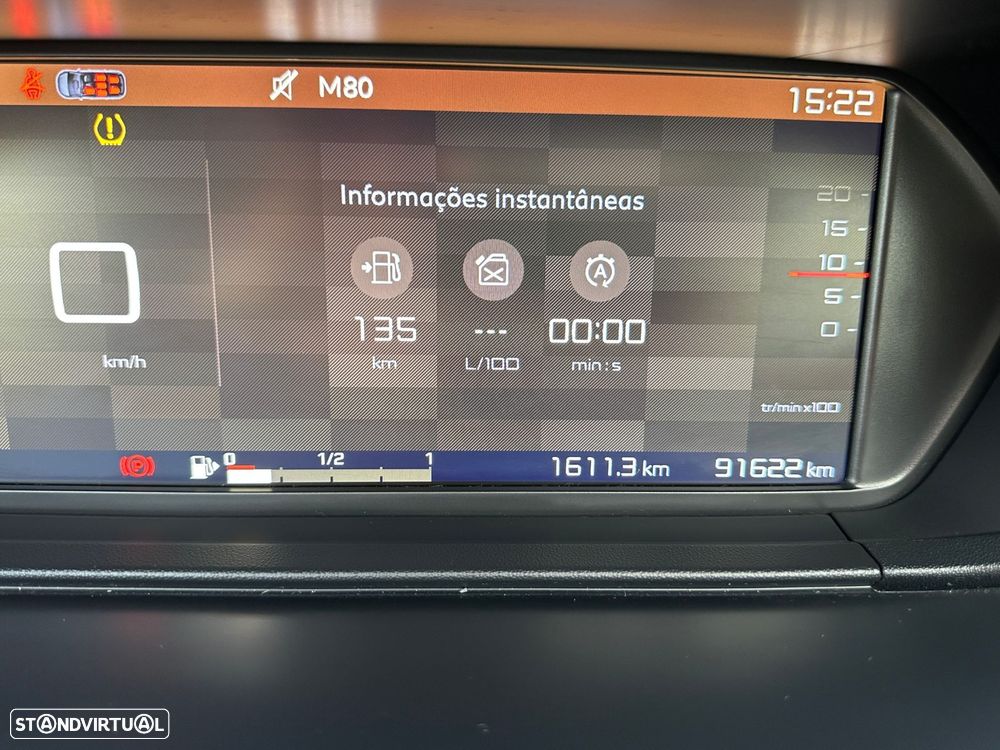 M80
15:22
Informações instantâneas
20
15
10
5
0
0
km/h
135
---
00:00
km
L/100
min : s
A
tr/min x100
P
0
1/2
1
1611.3 km
91622 km
STANDVIRTUAL